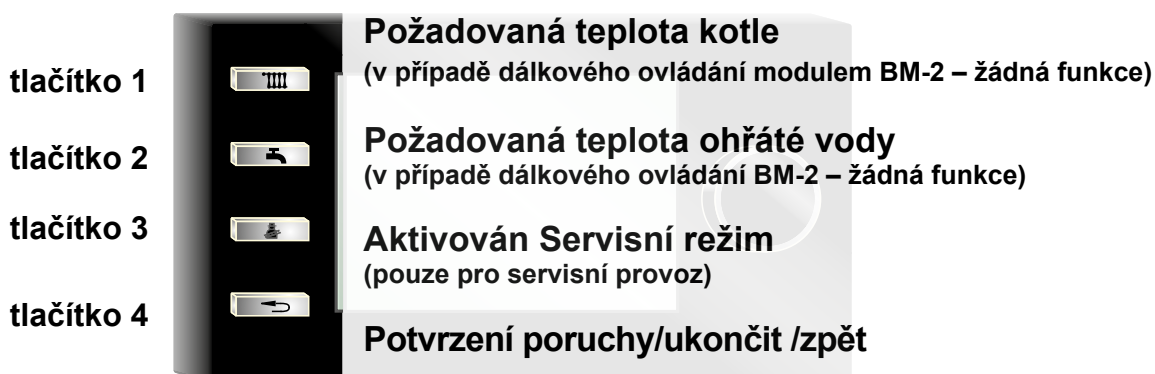 Požadovaná teplota kotle
tlačítko 1
(v případě dálkového ovládání modulem BM-2 – žádná funkce)
Požadovaná teplota ohřáté vody
tlačítko 2
(v případě dálkového ovládání BM-2 – žádná funkce)
tlačítko 3
Aktivován Servisní režim
(pouze pro servisní provoz)
tlačítko 4
Potvrzení poruchy/ukončit /zpět